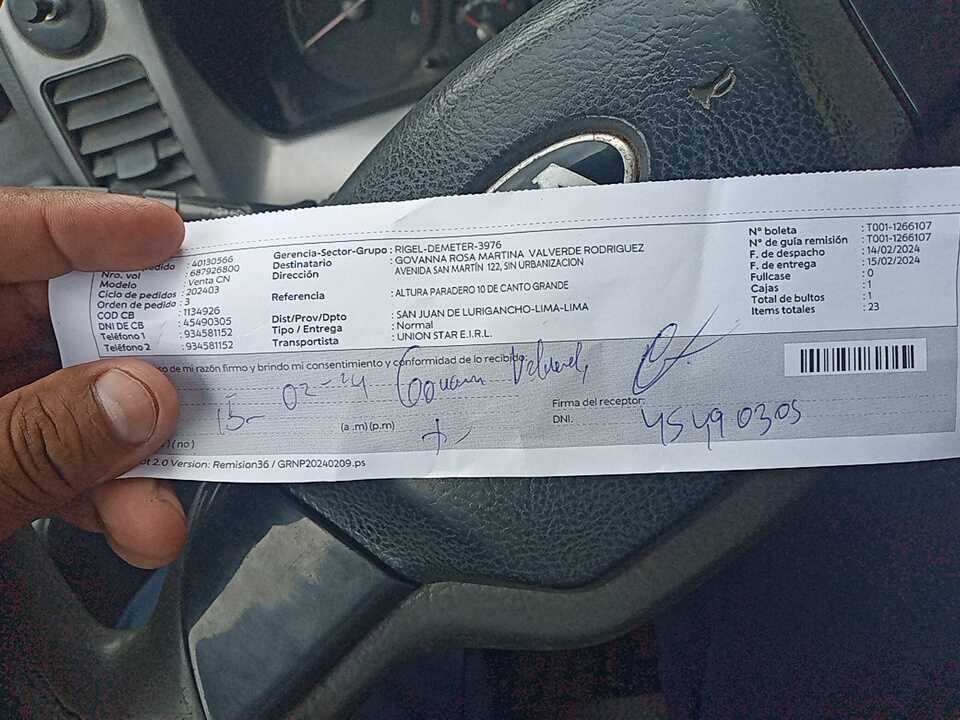 pedido : 40130566
Nro. vol : 687926800
Modelo : Venta CN
Ciclo de pedidos : 202403
Orden de pedido : 3
COD CB : 1134926
DNI DE CB : 45490305
Teléfono 1 : 934581152
Teléfono 2 : 934581152
Gerencia-Sector-Grupo : RIGEL-DEMETER-3976
Destinatario : GOVANNA ROSA MARTINA VALVERDE RODRIGUEZ
Dirección : AVENIDA SAN MARTÍN 122, SIN URBANIZACION
Referencia : ALTURA PARADERO 10 DE CANTO GRANDE
Dist/Prov/Dpto : SAN JUAN DE LURIGANCHO-LIMA-LIMA
Tipo / Entrega : Normal
Transportista : UNION STAR E.I.R.L.
N° boleta : T001-1266107
N° de guía remisión : T001-1266107
F. de despacho : 14/02/2024
F. de entrega : 15/02/2024
Fullcase : 0
Cajas : 1
Total de bultos : 1
Items totales : 23
so de mi razón firmo y brindo mi consentimiento y conformidad de lo recibido:
15-02-24
(a .m) (p.m)
Firma del receptor:
DNI: 45490305
) ( no )
2.0 Version: Remision36 / GRNP20240209.ps